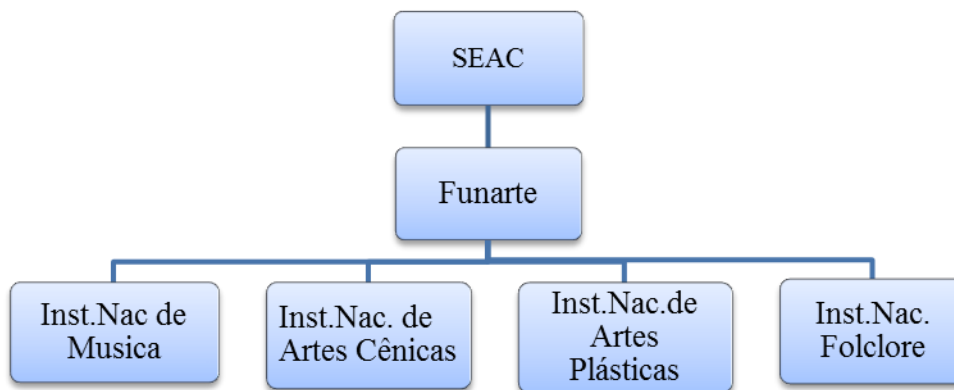 SEAC
Funarte
Inst.Nac de
Musica
Inst.Nac. de
Artes Cênicas
Inst.Nac.de
Artes
Plásticas
Inst.Nac.
Folclore